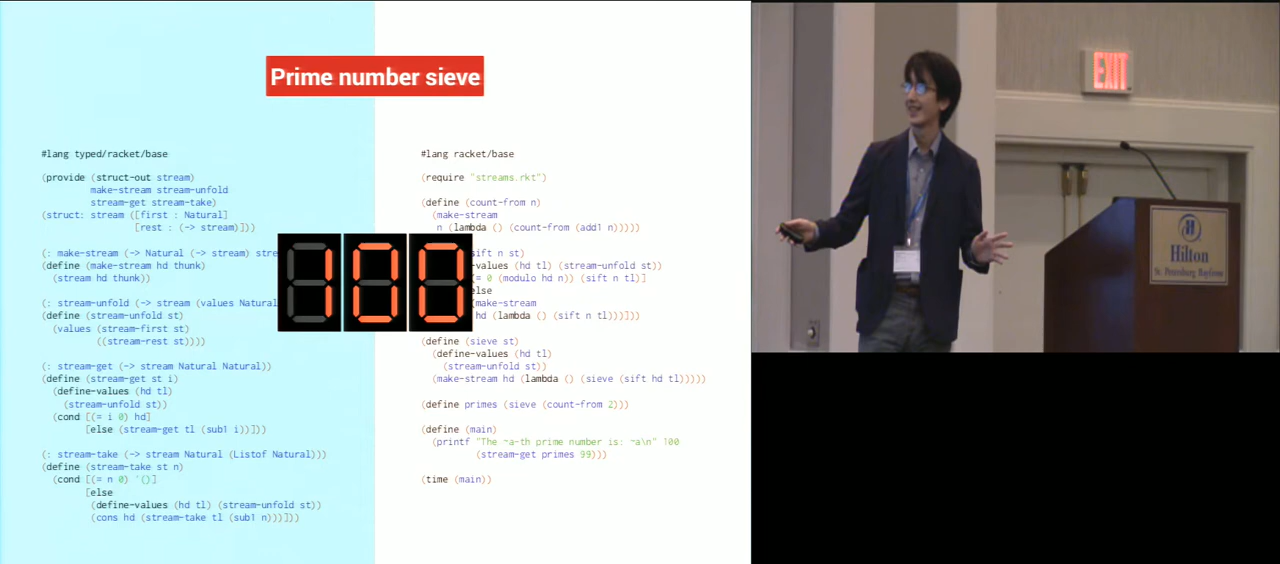 Prime number sieve
#lang typed/racket/base
(provide (struct-out stream)
make-stream stream-unfold
stream-get stream-take)
(struct: stream ([first : Natural]
[rest : (-> stream)]))
(: make-stream (-> Natural (-> stream) stre
(define (make-stream hd thunk)
(stream hd thunk))
(: stream-unfold (-> stream (values Natural
(define (stream-unfold st)
(values (stream-first st)
((stream-rest st))))
(: stream-get (-> stream Natural Natural))
(define (stream-get st i)
(define-values (hd tl)
(stream-unfold st))
(cond [(= i 0) hd]
[else (stream-get tl (sub1 i))]))
(: stream-take (-> stream Natural (Listof Natural)))
(define (stream-take st n)
(cond [(= n 0) '()]
[else
(define-values (hd tl) (stream-unfold st))
(cons hd (stream-take tl (sub1 n)))]))
100
#lang racket/base
(require "streams.rkt")
(define (count-from n)
(make-stream
n (lambda () (count-from (add1 n)))))
sift n st)
-values (hd tl) (stream-unfold st))
(= 0 (modulo hd n)) (sift n tl)]
else
(make-stream
hd (lambda () (sift n tl)))]))
(define (sieve st)
(define-values (hd tl)
(stream-unfold st))
(make-stream hd (lambda () (sieve (sift hd tl)))))
(define primes (sieve (count-from 2)))
(define (main)
(printf "The ~a-th prime number is: ~a\n" 100
(stream-get primes 99)))
(time (main))
EXIT
Hilton
St. Petersburg Bayfront